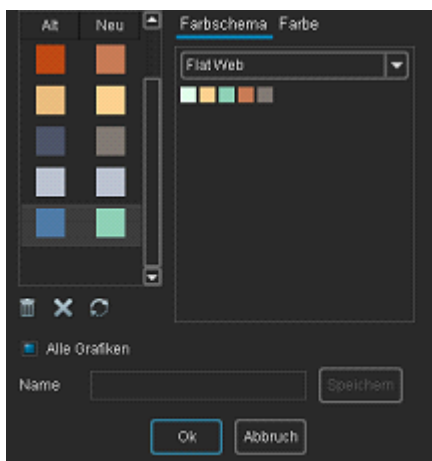 Alt Neu Farbschema Farbe
Flat Web
Alle Grafiken
Name Speichern
Ok Abbruch